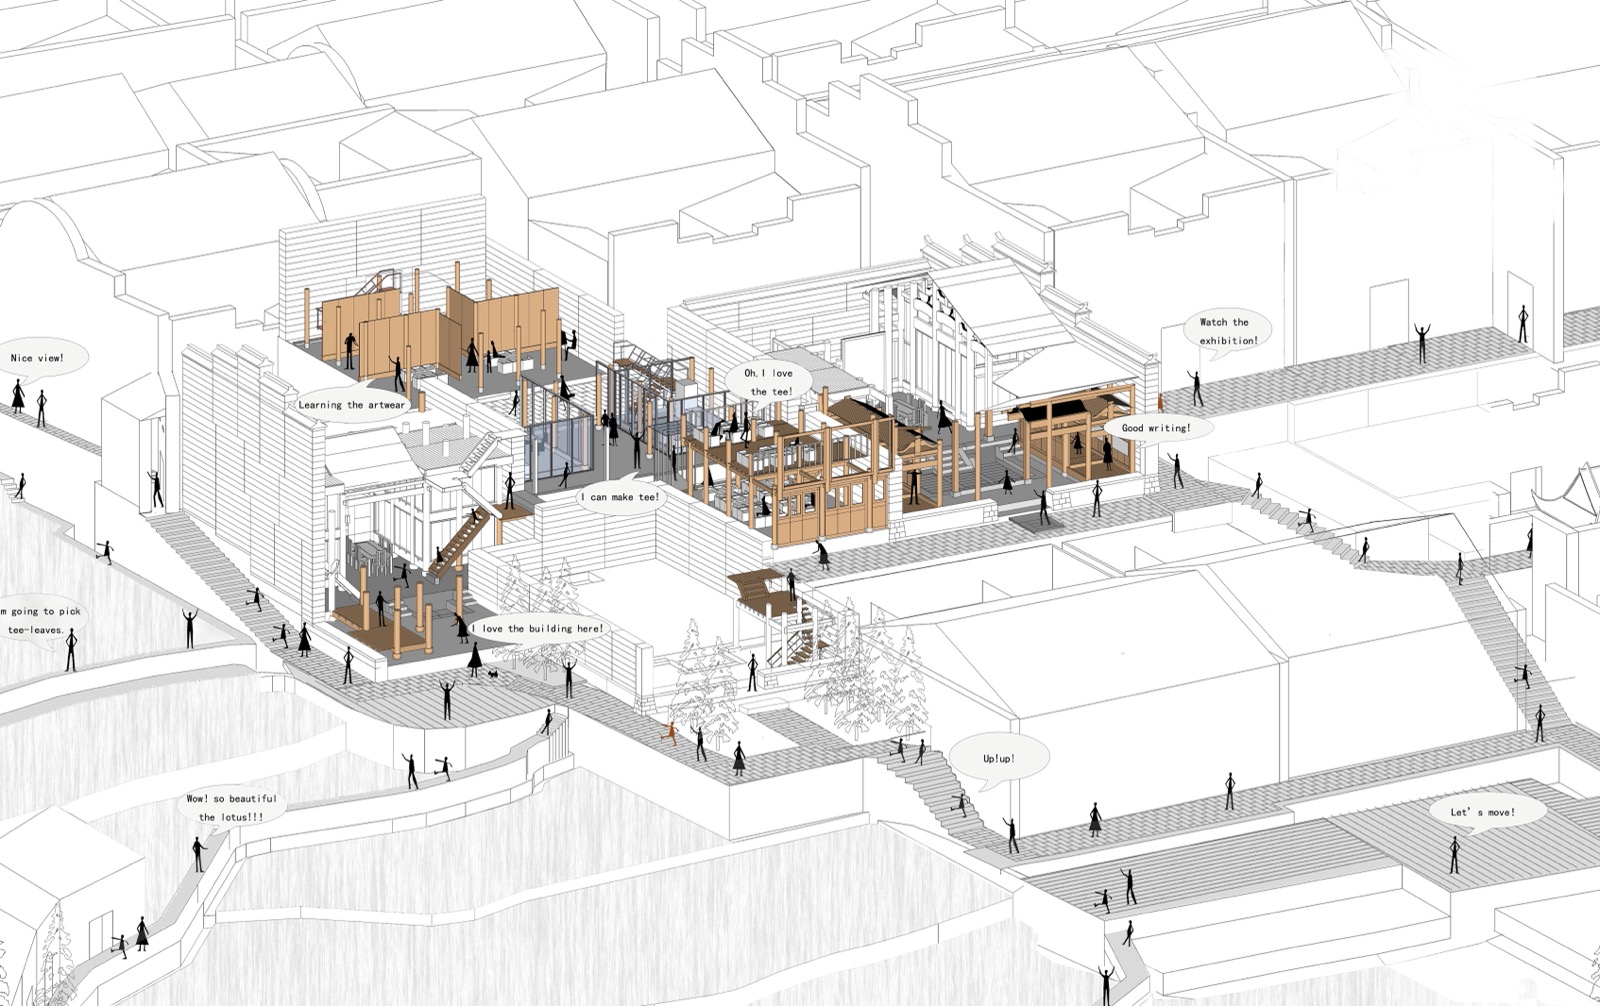 Watch the
exhibition!
Nice view!
Oh, I love
the tee!
Learning the artwear
Good writing!
I can make tee!
m going to pick
tee-leaves.
I love the building here!
Up!up!
Wow! so beautiful
the lotus!!!
Let’s move!